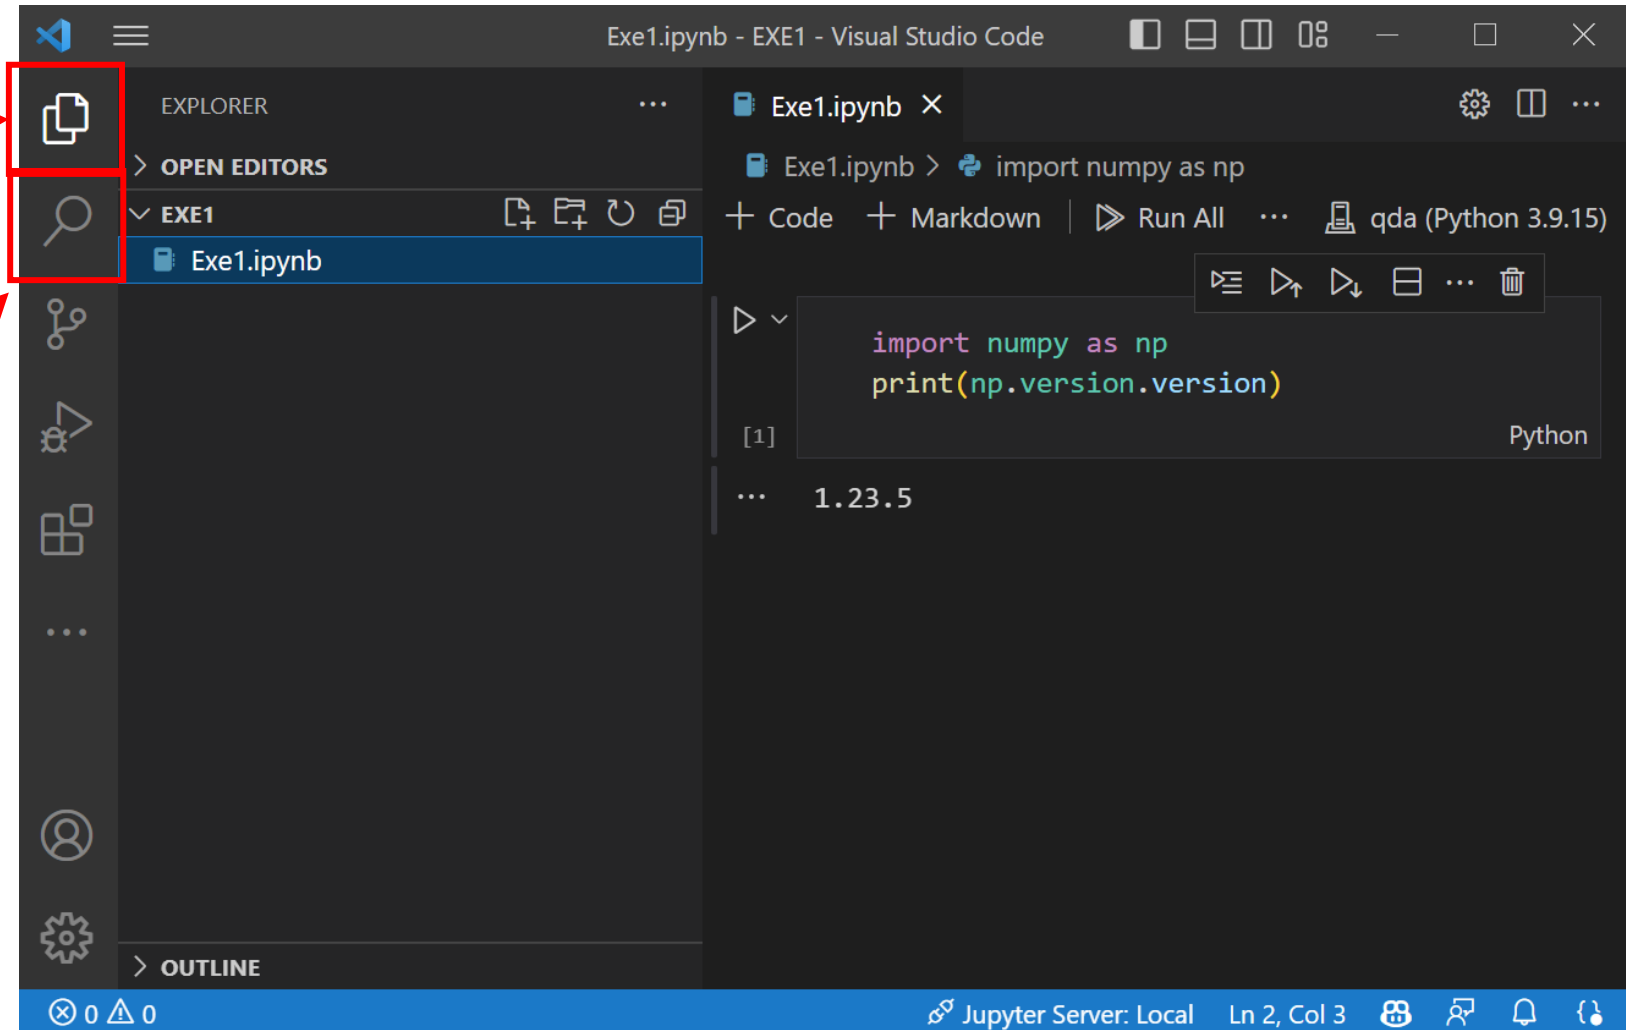 Exe1.ipynb - EXE1 - Visual Studio Code
EXPLORER
OPEN EDITORS
EXE1
Exe1.ipynb
OUTLINE
Exe1.ipynb
Exe1.ipynb > import numpy as np
+ Code + Markdown Run All ... qda (Python 3.9.15)
import numpy as np
print(np.version.version)
[1] Python
1.23.5
0 0 Jupyter Server: Local Ln 2, Col 3